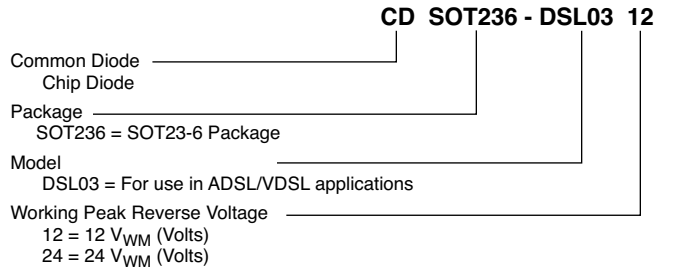 CD SOT236 - DSL03 12
Common Diode
Chip Diode
Package
SOT236 = SOT23-6 Package
Model
DSL03 = For use in ADSL/VDSL applications
Working Peak Reverse Voltage
12 = 12 VWM (Volts)
24 = 24 VWM (Volts)